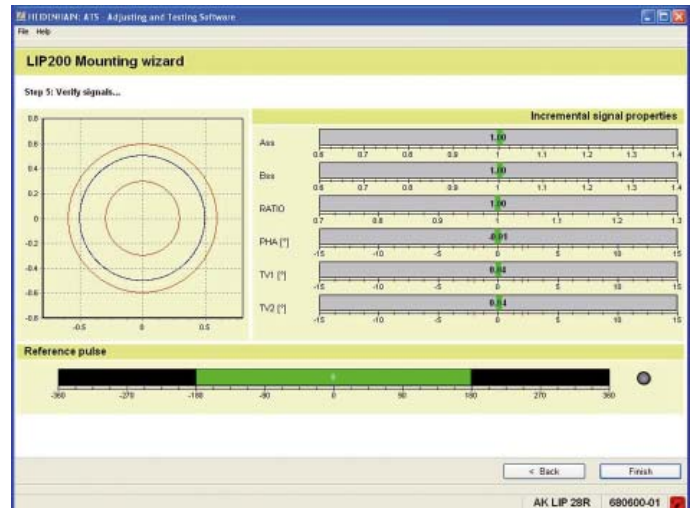 HEIDENHAIN: ATS - Adjusting and Testing Software
File Help
LIP200 Mounting wizard
Step 5: Verify signals...
Incremental signal properties
0.8
0.6
0.4
0.2
0
-0.2
-0.4
-0.6
-0.8
-0.5 0 0.5
Ass 1.00
0.6 0.7 0.8 0.9 1 1.1 1.2 1.3 1.4
Bss 1.00
0.6 0.7 0.8 0.9 1 1.1 1.2 1.3 1.4
RATIO 1.00
0.7 0.8 0.9 1 1.1 1.2 1.3
PHA [°] -0.01
-15 -10 -5 0 5 10 15
TV1 [°] 0.04
-15 -10 -5 0 5 10 15
TV2 [°] 0.04
-15 -10 -5 0 5 10 15
Reference pulse
0
-360 -270 -180 -90 0 90 180 270 360
< Back Finish
AK LIP 28R 680600-01